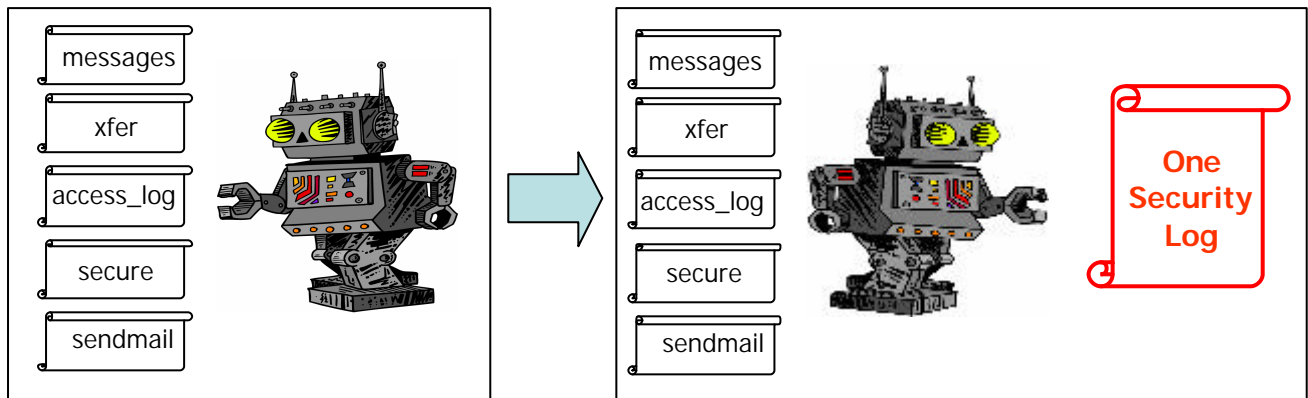 messages
xfer
access_log
secure
sendmail
messages
xfer
access_log
secure
sendmail
One
Security
Log